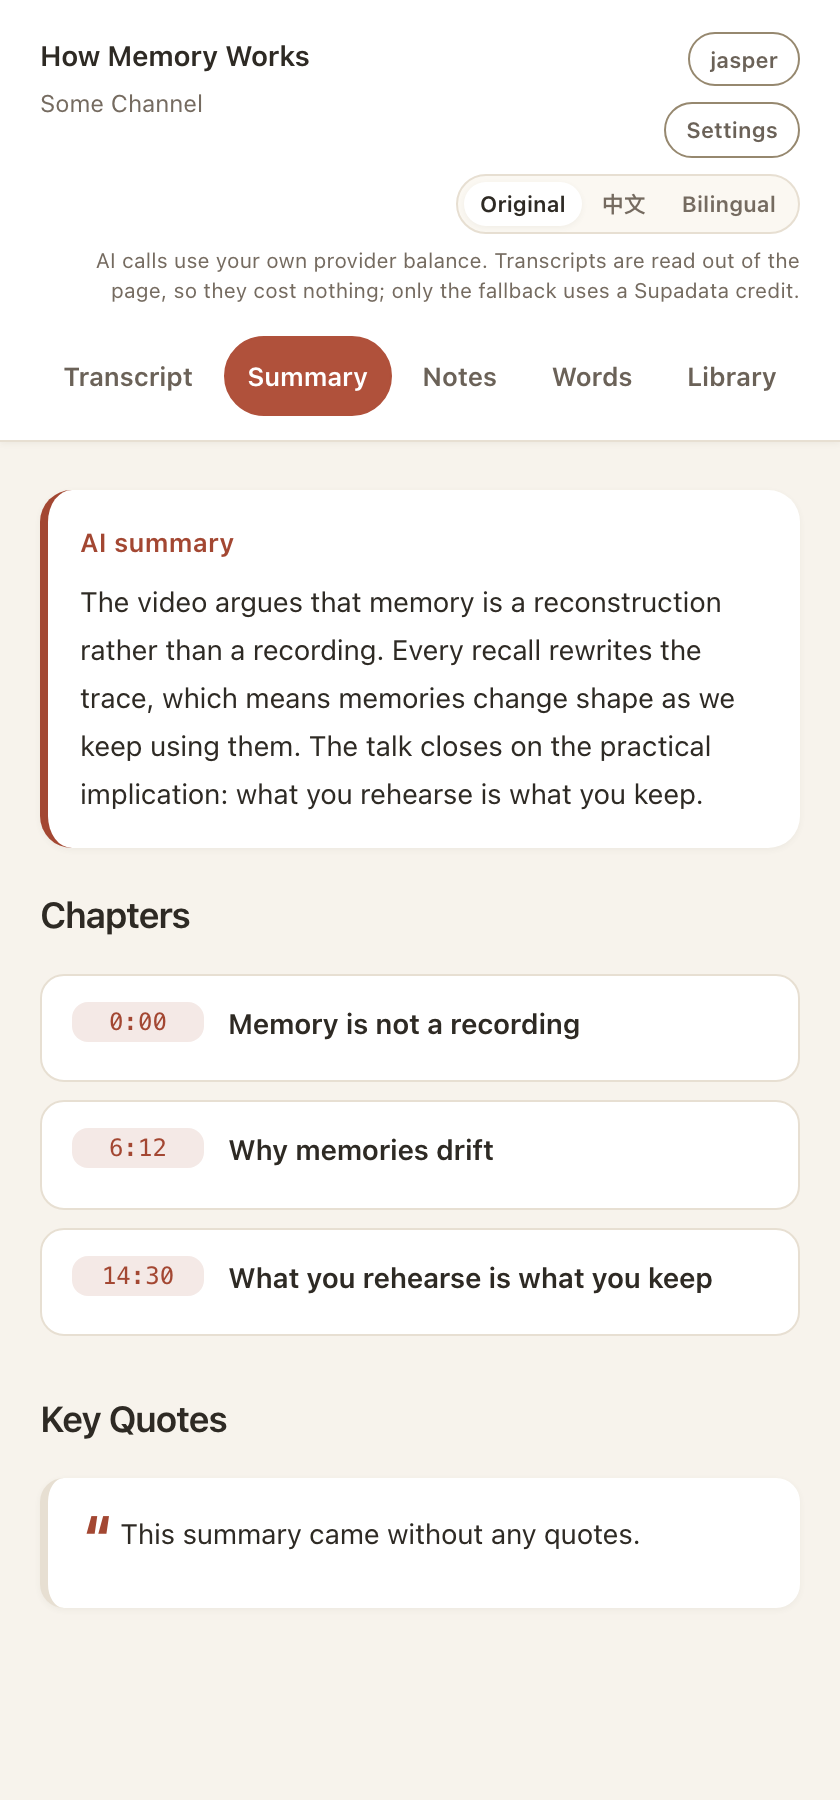 How Memory Works
Some Channel
jasper
Settings
Original 中文 Bilingual
AI calls use your own provider balance. Transcripts are read out of the
page, so they cost nothing; only the fallback uses a Supadata credit.
Transcript Summary Notes Words Library
AI summary
The video argues that memory is a reconstruction
rather than a recording. Every recall rewrites the
trace, which means memories change shape as we
keep using them. The talk closes on the practical
implication: what you rehearse is what you keep.
Chapters
0:00 Memory is not a recording
6:12 Why memories drift
14:30 What you rehearse is what you keep
Key Quotes
" This summary came without any quotes.